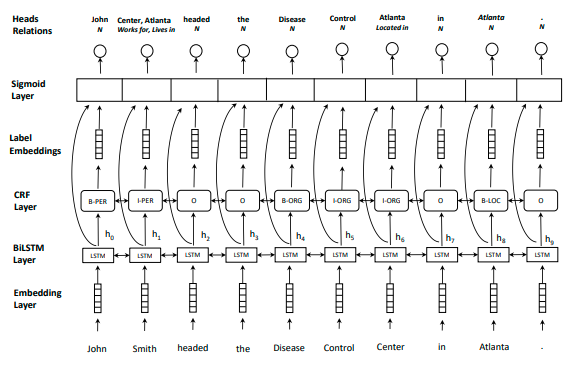 Heads John Center, Atlanta headed the Disease Control Atlanta in Atlanta .
Relations N Works for, Lives in N N N N Located in N N N
Sigmoid
Layer
Label
Embeddings
CRF B-PER I-PER O O B-ORG I-ORG I-ORG O B-LOC O
Layer
h0 h1 h2 h3 h4 h5 h6 h7 h8 h9
BiLSTM
Layer LSTM LSTM LSTM LSTM LSTM LSTM LSTM LSTM LSTM LSTM
Embedding
Layer
John Smith headed the Disease Control Center in Atlanta .